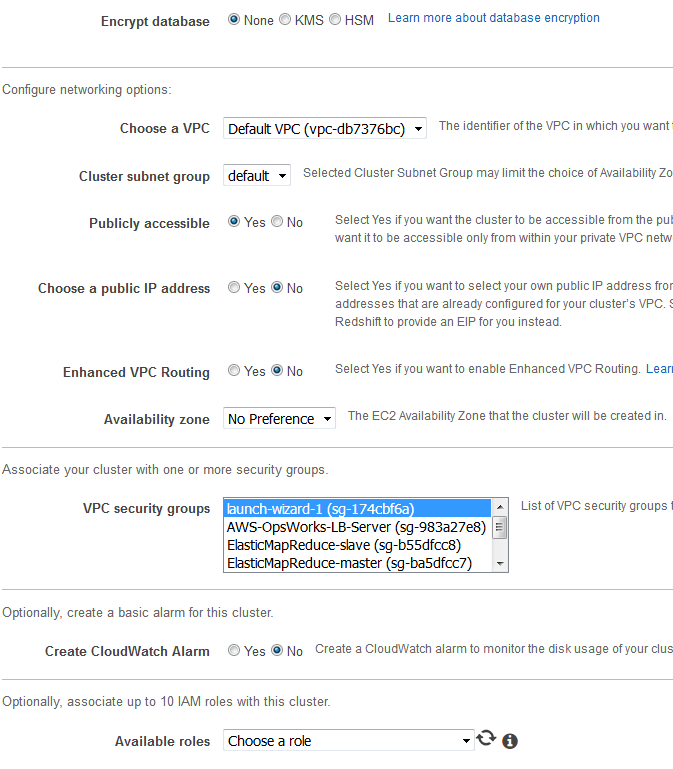 Encrypt database None KMS HSM Learn more about database encryption
Configure networking options:
Choose a VPC Default VPC (vpc-db7376bc) The identifier of the VPC in which you want
Cluster subnet group default Selected Cluster Subnet Group may limit the choice of Availability Zo
Publicly accessible Yes No Select Yes if you want the cluster to be accessible from the pu
want it to be accessible only from within your private VPC netw
Choose a public IP address Yes No Select Yes if you want to select your own public IP address from
addresses that are already configured for your cluster's VPC. S
Redshift to provide an EIP for you instead.
Enhanced VPC Routing Yes No Select Yes if you want to enable Enhanced VPC Routing. Lear
Availability zone No Preference The EC2 Availability Zone that the cluster will be created in.
Associate your cluster with one or more security groups.
VPC security groups launch-wizard-1 (sg-174cbf6a) List of VPC security groups
AWS-OpsWorks-LB-Server (sg-983a27e8)
ElasticMapReduce-slave (sg-b55dfcc8)
ElasticMapReduce-master (sg-ba5dfcc7)
Optionally, create a basic alarm for this cluster.
Create CloudWatch Alarm Yes No Create a CloudWatch alarm to monitor the disk usage of your clus
Optionally, associate up to 10 IAM roles with this cluster.
Available roles Choose a role